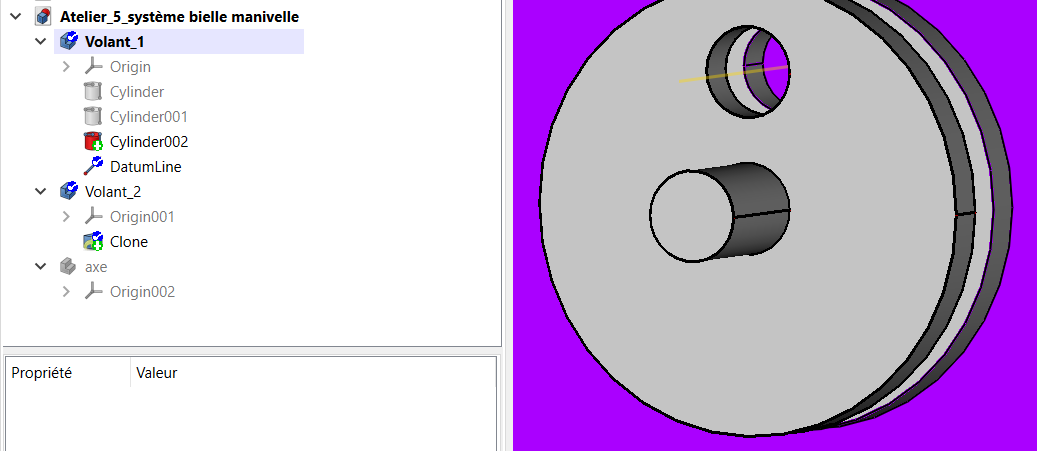 Atelier_5_système bielle manivelle
Volant_1
Origin
Cylinder
Cylinder001
Cylinder002
DatumLine
Volant_2
Origin001
Clone
axe
Origin002
Propriété Valeur